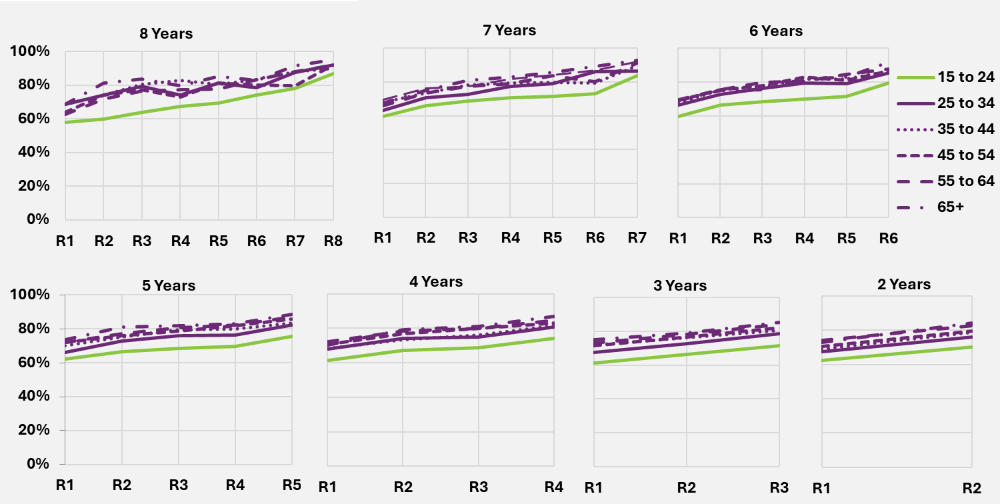 8 Years
7 Years
6 Years
100%
80%
60%
40%
20%
0%
R1 R2 R3 R4 R5 R6 R7 R8
R1 R2 R3 R4 R5 R6 R7
R1 R2 R3 R4 R5 R6
15 to 24
25 to 34
35 to 44
45 to 54
55 to 64
65+
5 Years
4 Years
3 Years
2 Years
100%
80%
60%
40%
20%
0%
R1 R2 R3 R4 R5
R1 R2 R3 R4
R1 R2 R3
R1 R2